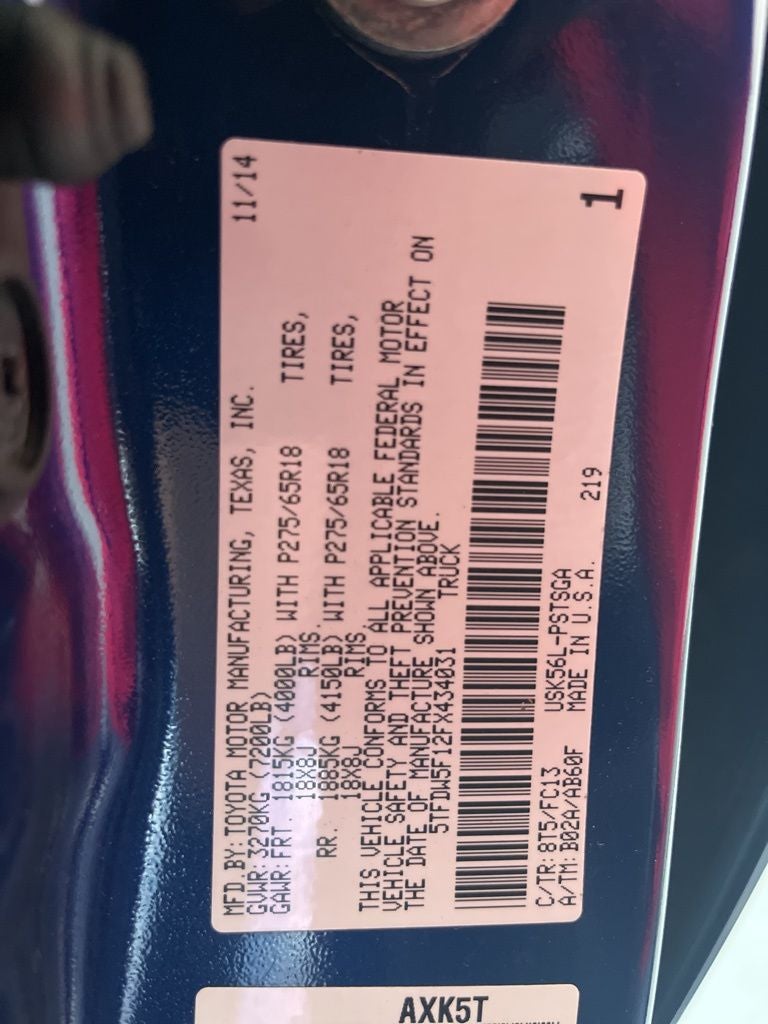 11/14
MFD.BY:TOYOTA MOTOR MANUFACTURING, TEXAS, INC.
GVWR:3270KG (7200LB)
GAWR:FRT. 1815KG (4000LB) WITH P275/65R18 TIRES,
18X8J RIMS.
RR. 1885KG (4150LB) WITH P275/65R18 TIRES,
18X8J RIMS
THIS VEHICLE CONFORMS TO ALL APPLICABLE FEDERAL MOTOR
VEHICLE SAFETY AND THEFT PREVENTION STANDARDS IN EFFECT ON
THE DATE OF MANUFACTURE SHOWN ABOVE.
5TFDW5F12FX434031 TRUCK
C/TR:8T5/FC13 USK56L-PSTSGA
A/TM:B02A/AB60F MADE IN U.S.A. 219
1
AXK5T